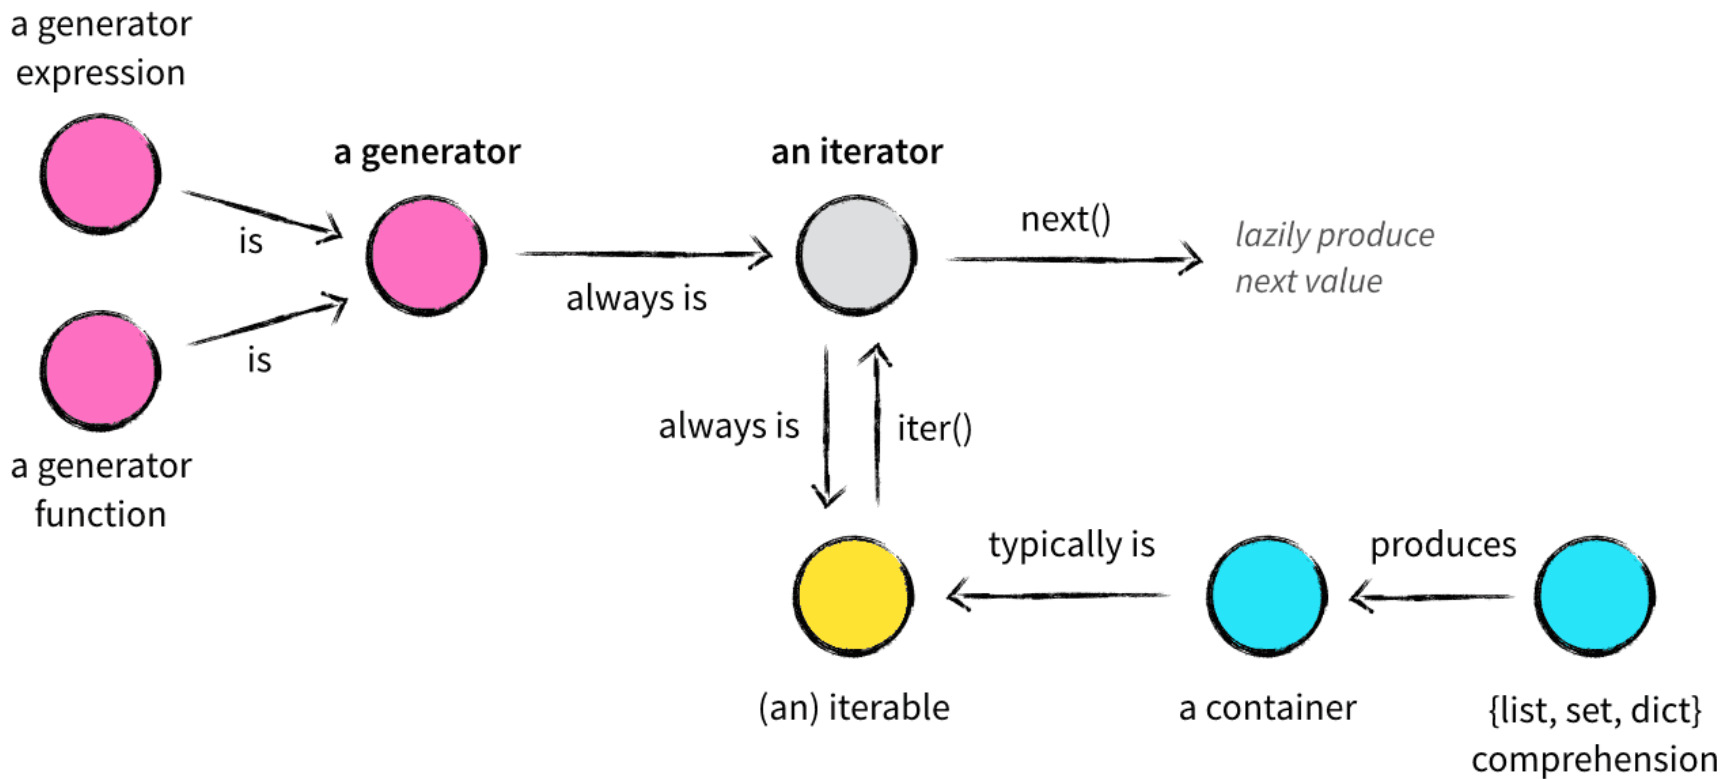 a generator
expression
a generator
an iterator
is
always is
next()
lazily produce
next value
is
a generator
function
always is
iter()
typically is
produces
(an) iterable
a container
{list, set, dict}
comprehension